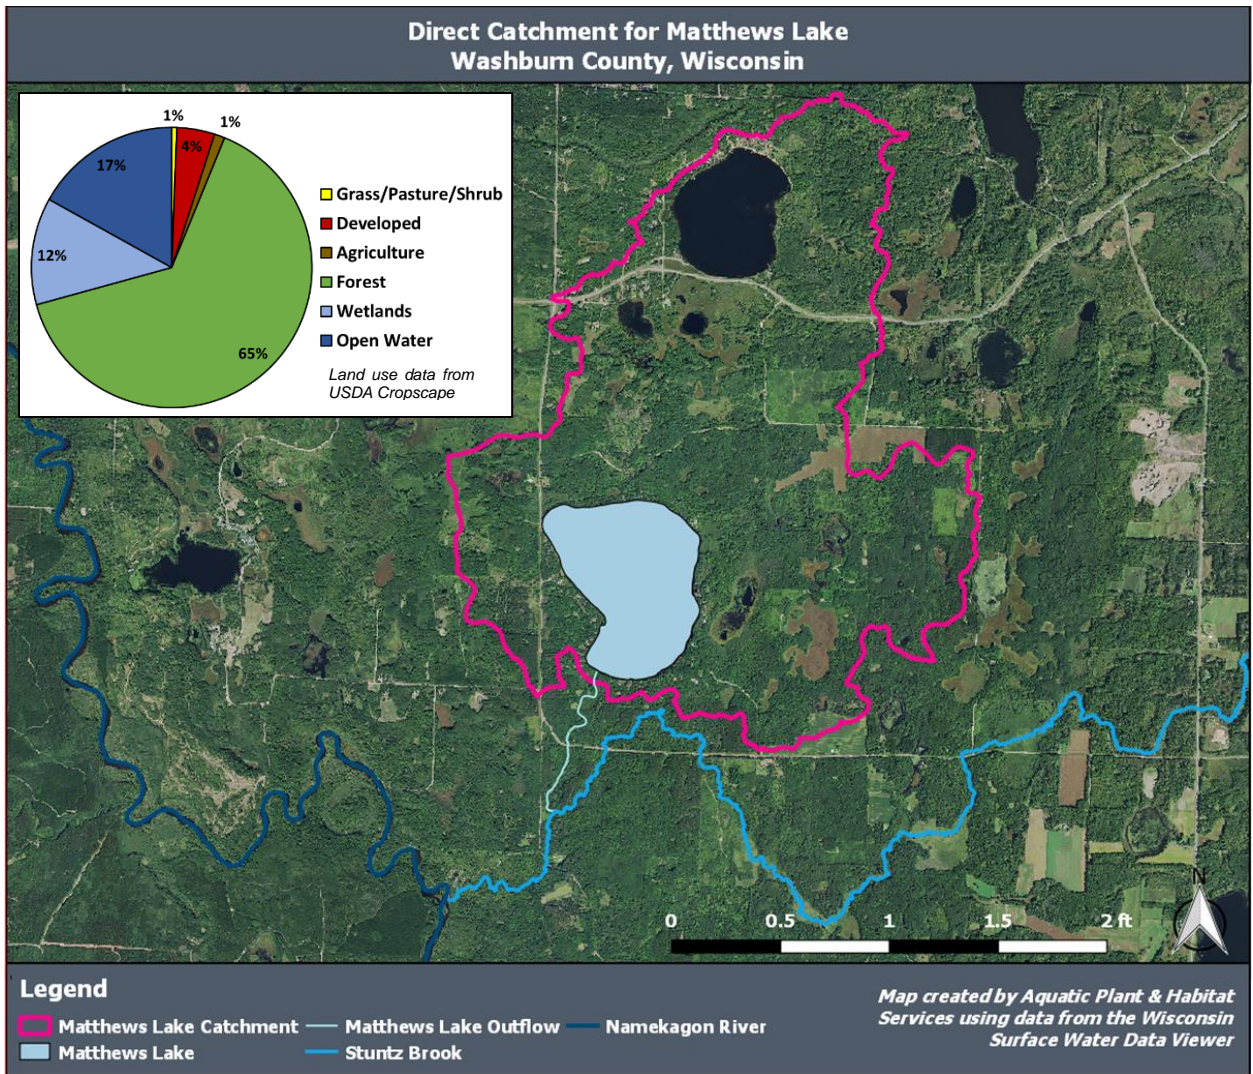 Direct Catchment for Matthews Lake
Washburn County, Wisconsin
1%
1%
4%
17%
12%
65%
Grass/Pasture/Shrub
Developed
Agriculture
Forest
Wetlands
Open Water
Land use data from
USDA Cropscape
0 0.5 1 1.5 2 ft
N
Legend
Matthews Lake Catchment
Matthews Lake Outflow
Namekagon River
Matthews Lake
Stuntz Brook
Map created by Aquatic Plant & Habitat
Services using data from the Wisconsin
Surface Water Data Viewer